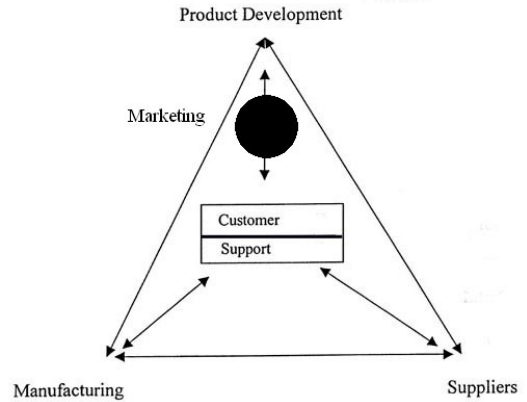 Product Development
Marketing
Customer
Support
Manufacturing
Suppliers